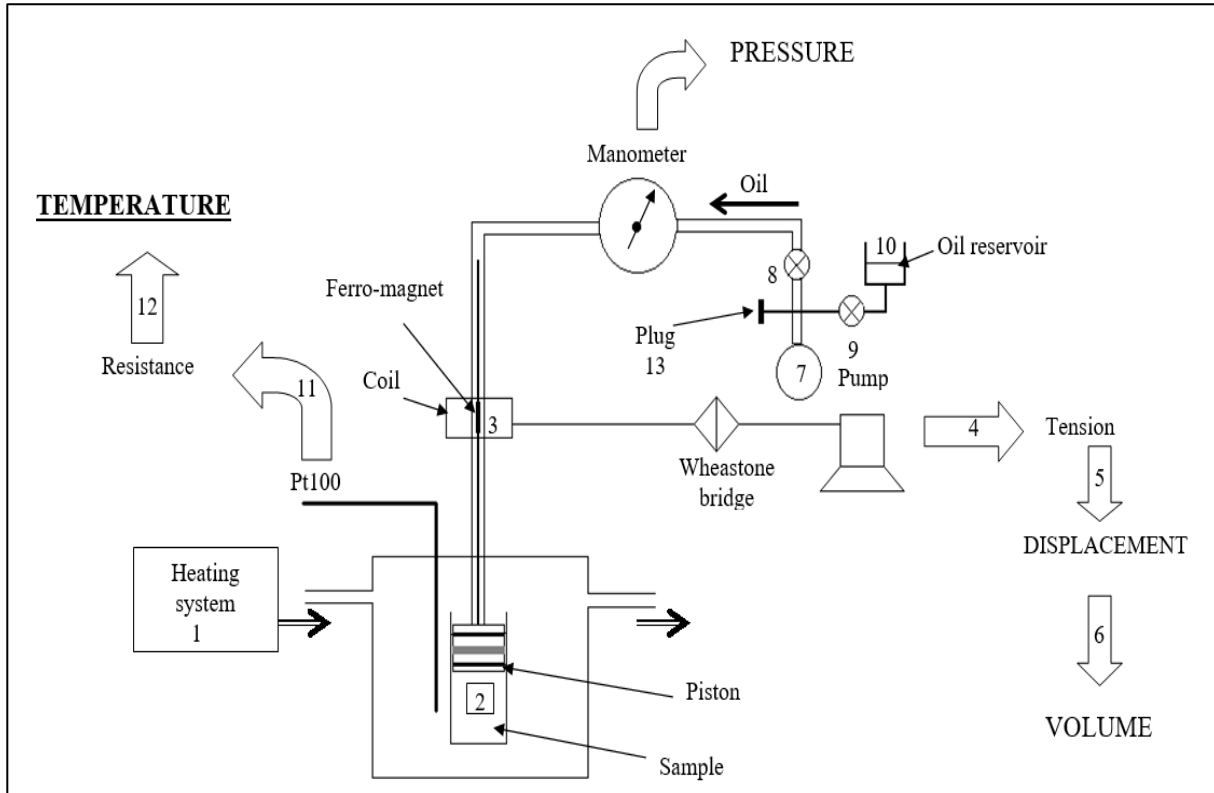 PRESSURE
Manometer
Oil
TEMPERATURE
10
Oil reservoir
8
Ferro-magnet
12
Plug
13
9
Pump
7
Resistance
11
Coil
3
4
Tension
Wheastone
bridge
5
Pt100
DISPLACEMENT
Heating
system
1
6
Piston
2
VOLUME
Sample